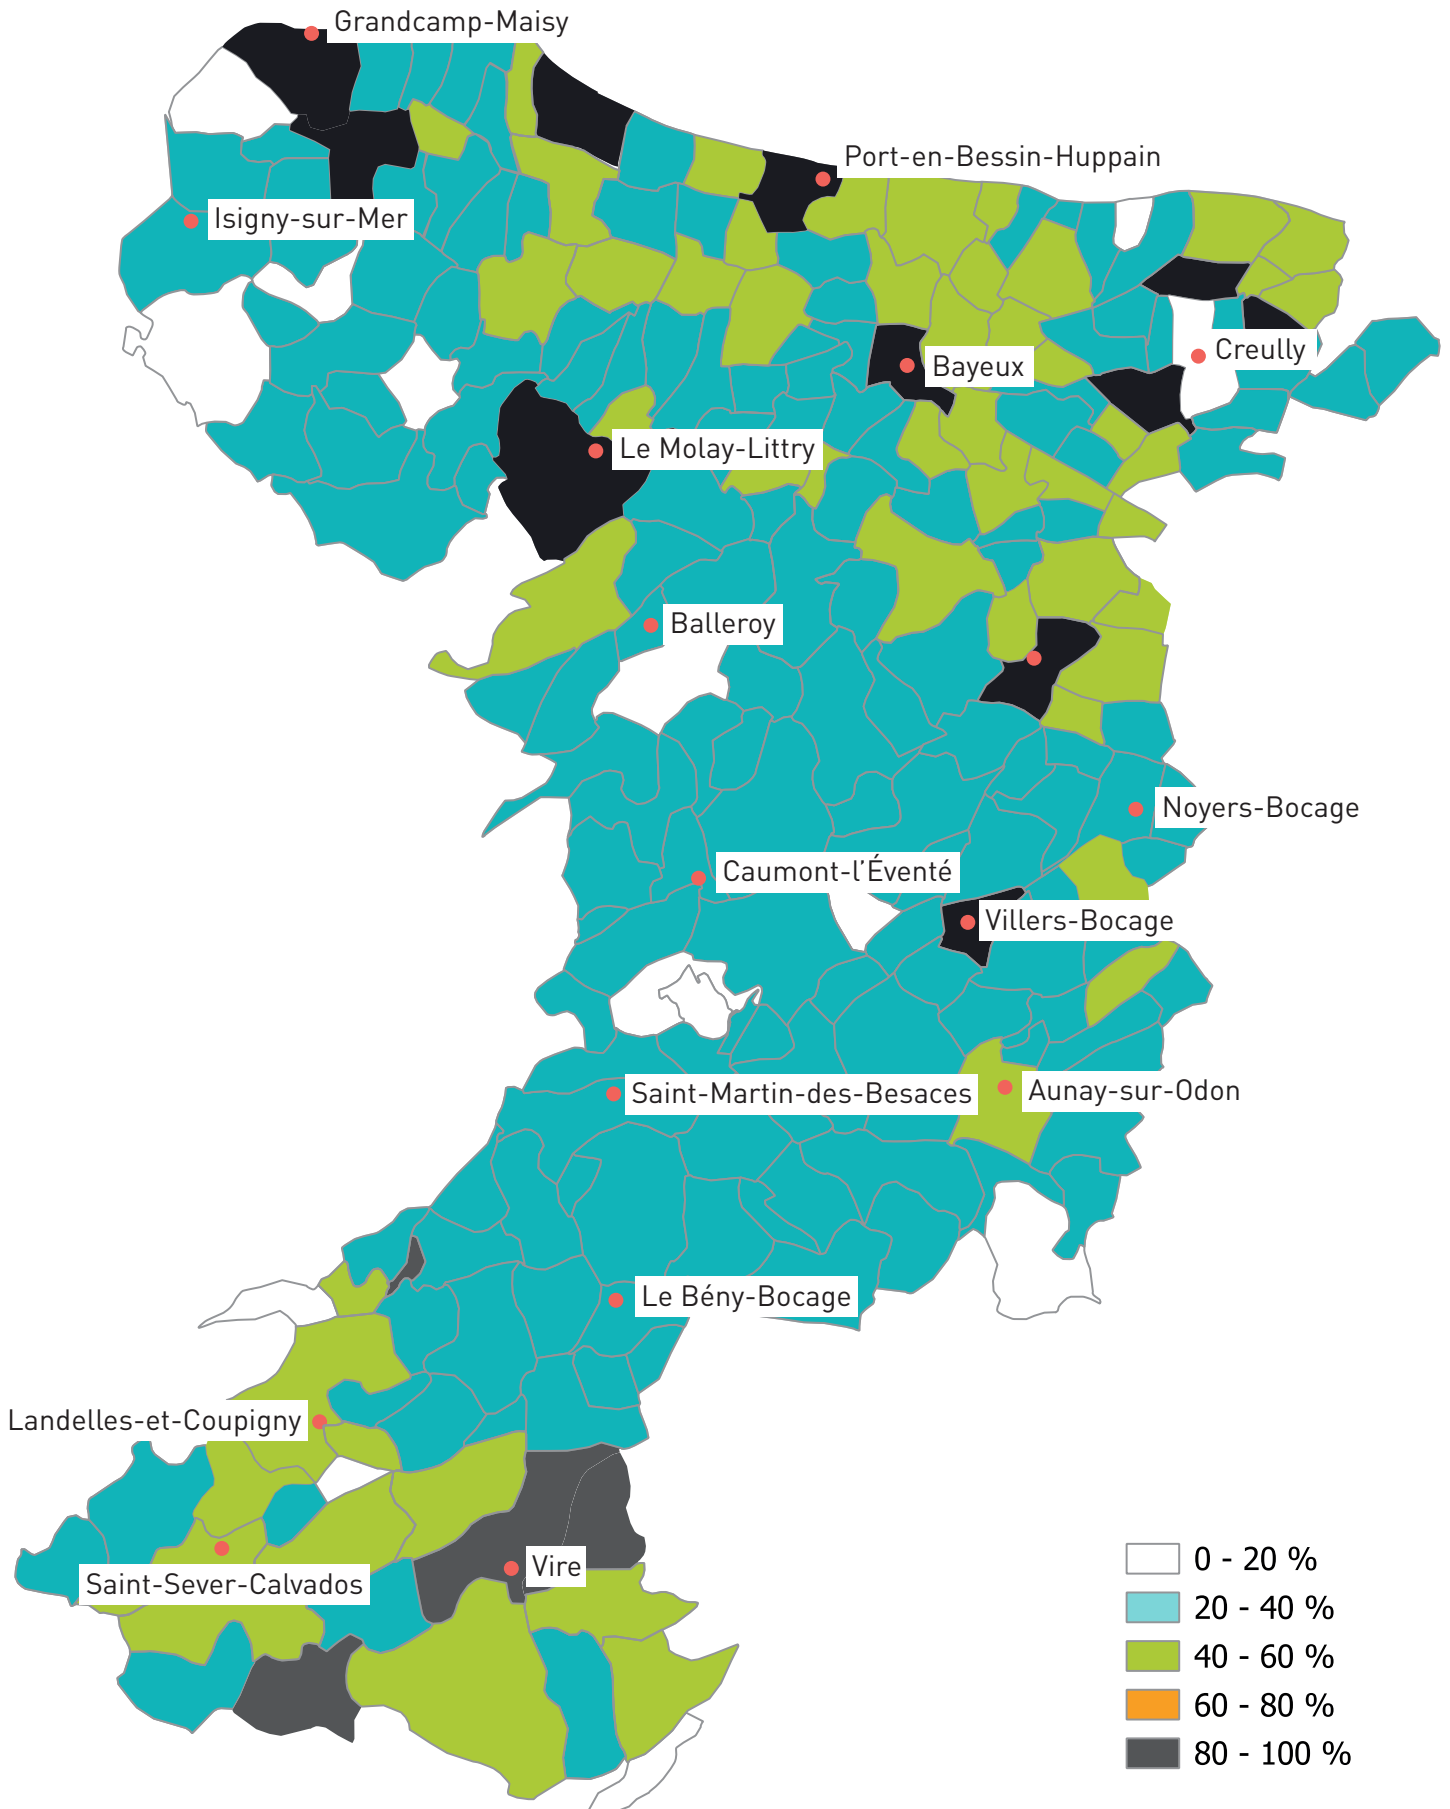 Grandcamp-Maisy
Port-en-Bessin-Huppain
Isigny-sur-Mer
Creully
Bayeux
Le Molay-Littry
Balleroy
Noyers-Bocage
Caumont-l’Éventé
Villers-Bocage
Saint-Martin-des-Besaces
Aunay-sur-Odon
Le Bény-Bocage
Landelles-et-Coupigny
Vire
Saint-Sever-Calvados
0 - 20 %
20 - 40 %
40 - 60 %
60 - 80 %
80 - 100 %